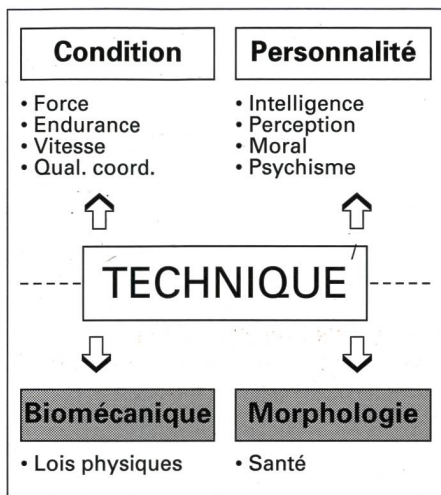 Condition
• Force
• Endurance
• Vitesse
• Qual. coord.
Personnalité
• Intelligence
• Perception
• Moral
• Psychisme
TECHNIQUE
Biomécanique
• Lois physiques
Morphologie
• Santé